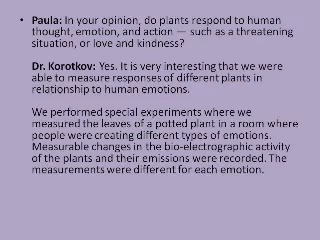 • Paula: In your opinion, do plants respond to human
thought, emotion, and action — such as a threatening
situation, or love and kindness?
Dr. Korotkov: Yes. It is very interesting that we were
able to measure responses of different plants in
relationship to human emotions.
We performed special experiments where we
measured the leaves of a potted plant in a room where
people were creating different types of emotions.
Measurable changes in the bio-electrographic activity
of the plants and their emissions were recorded. The
measurements were different for each emotion.